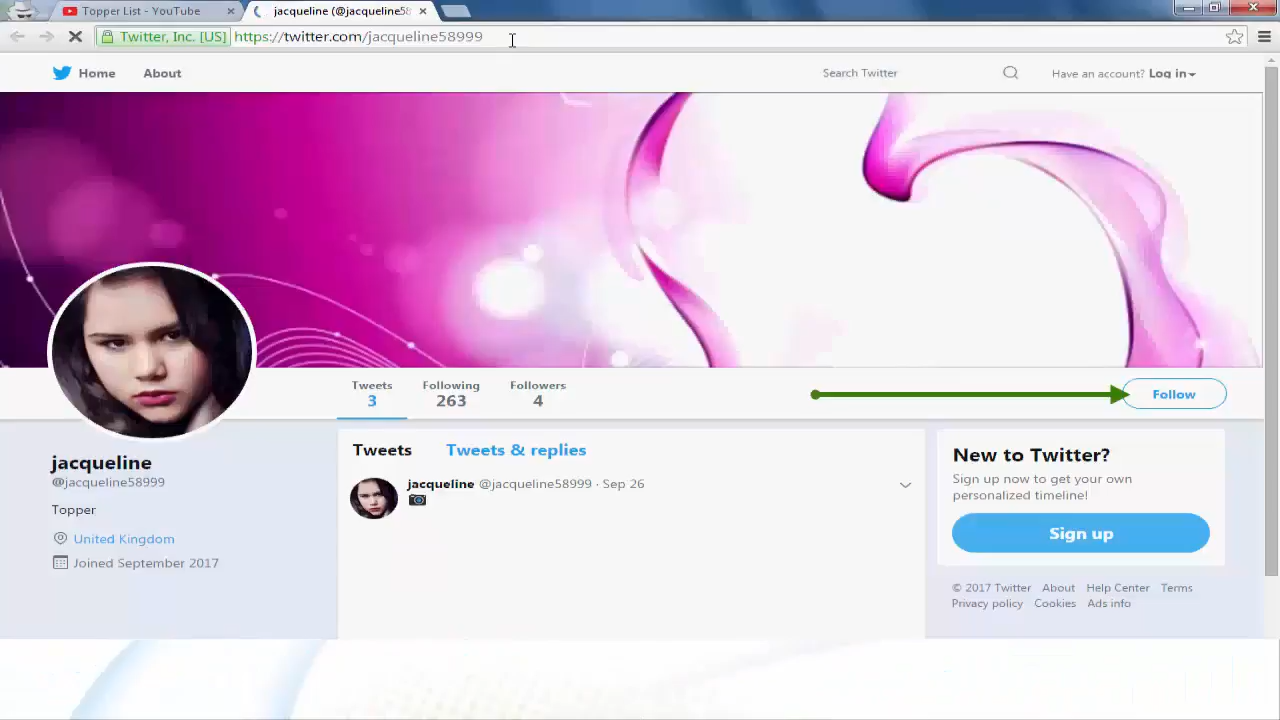 Topper List - YouTube
jacqueline (@jacqueline58
Twitter, Inc. [US] https://twitter.com/jacqueline58999
Home About Search Twitter Have an account? Log in
Tweets Following Followers
3 263 4
Follow
jacqueline
@jacqueline58999
Topper
United Kingdom
Joined September 2017
Tweets Tweets & replies
jacqueline @jacqueline58999 · Sep 26
New to Twitter?
Sign up now to get your own
personalized timeline!
Sign up
© 2017 Twitter About Help Center Terms
Privacy policy Cookies Ads info